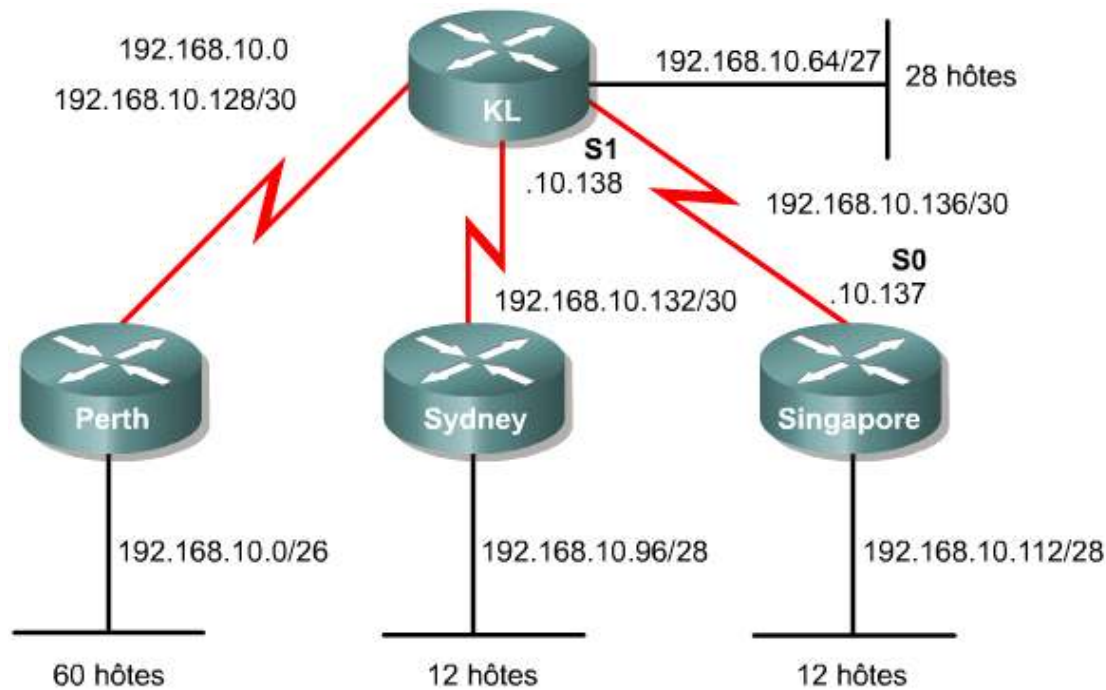 192.168.10.0
192.168.10.128/30
192.168.10.64/27
28 hôtes
KL
S1
.10.138
192.168.10.136/30
S0
.10.137
192.168.10.132/30
Perth
Sydney
Singapore
192.168.10.0/26
192.168.10.96/28
192.168.10.112/28
60 hôtes
12 hôtes
12 hôtes